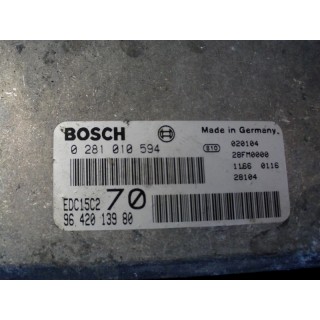 BOSCH
Made in Germany
0 281 010 594
010
020104
28FM0000
1166 0116
28104
EDC15C2 70
96 420 139 80